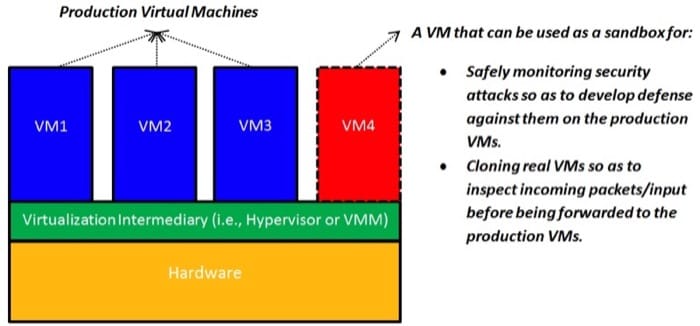 Production Virtual Machines
A VM that can be used as a sandbox for:
• Safely monitoring security
attacks so as to develop defense
against them on the production
VMs.
• Cloning real VMs so as to
inspect incoming packets/input
before being forwarded to the
production VMs.
VM1
VM2
VM3
VM4
Virtualization Intermediary (i.e., Hypervisor or VMM)
Hardware